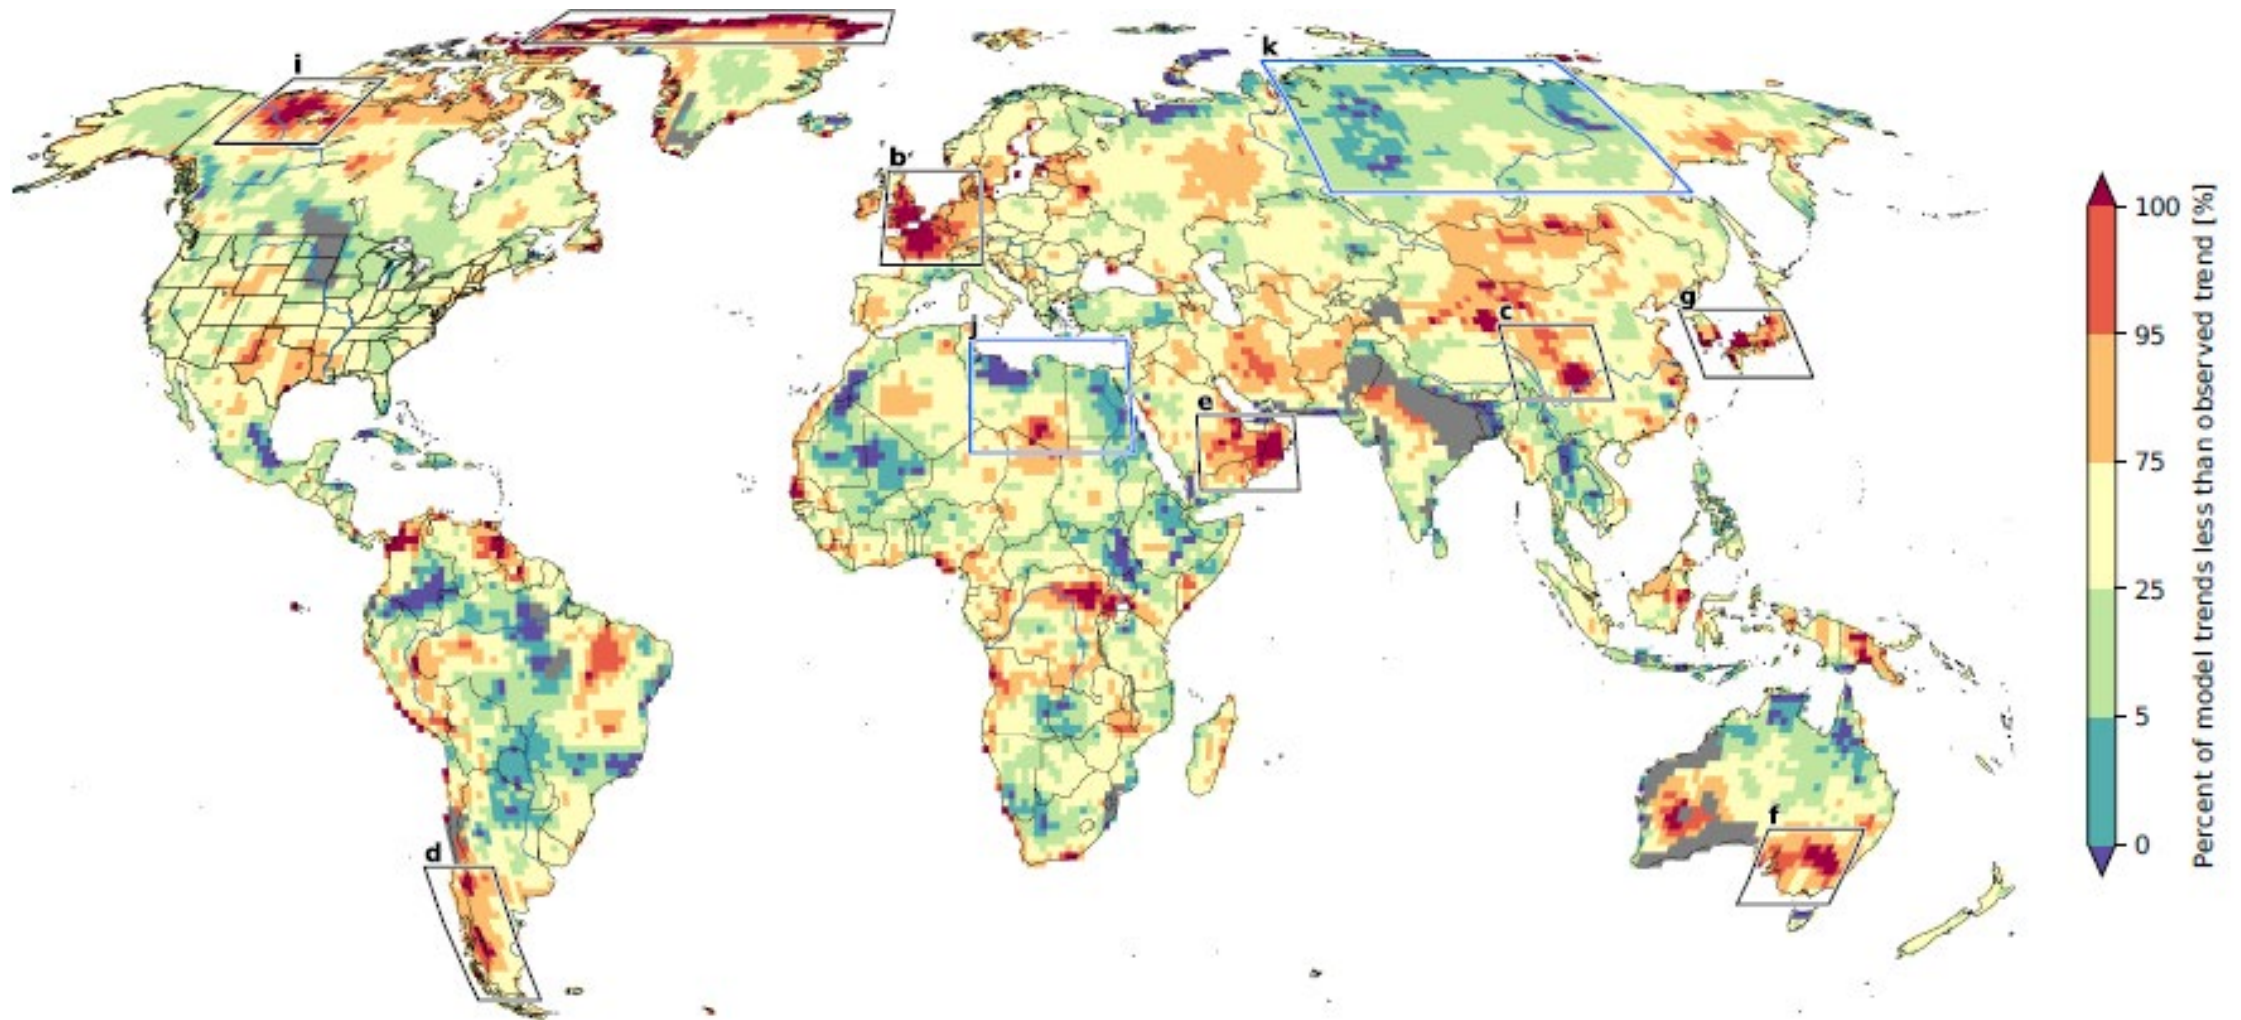 i
k
b
g
c
j
e
f
d
100
95
75
25
5
0
Percent of model trends less than observed trend [%]